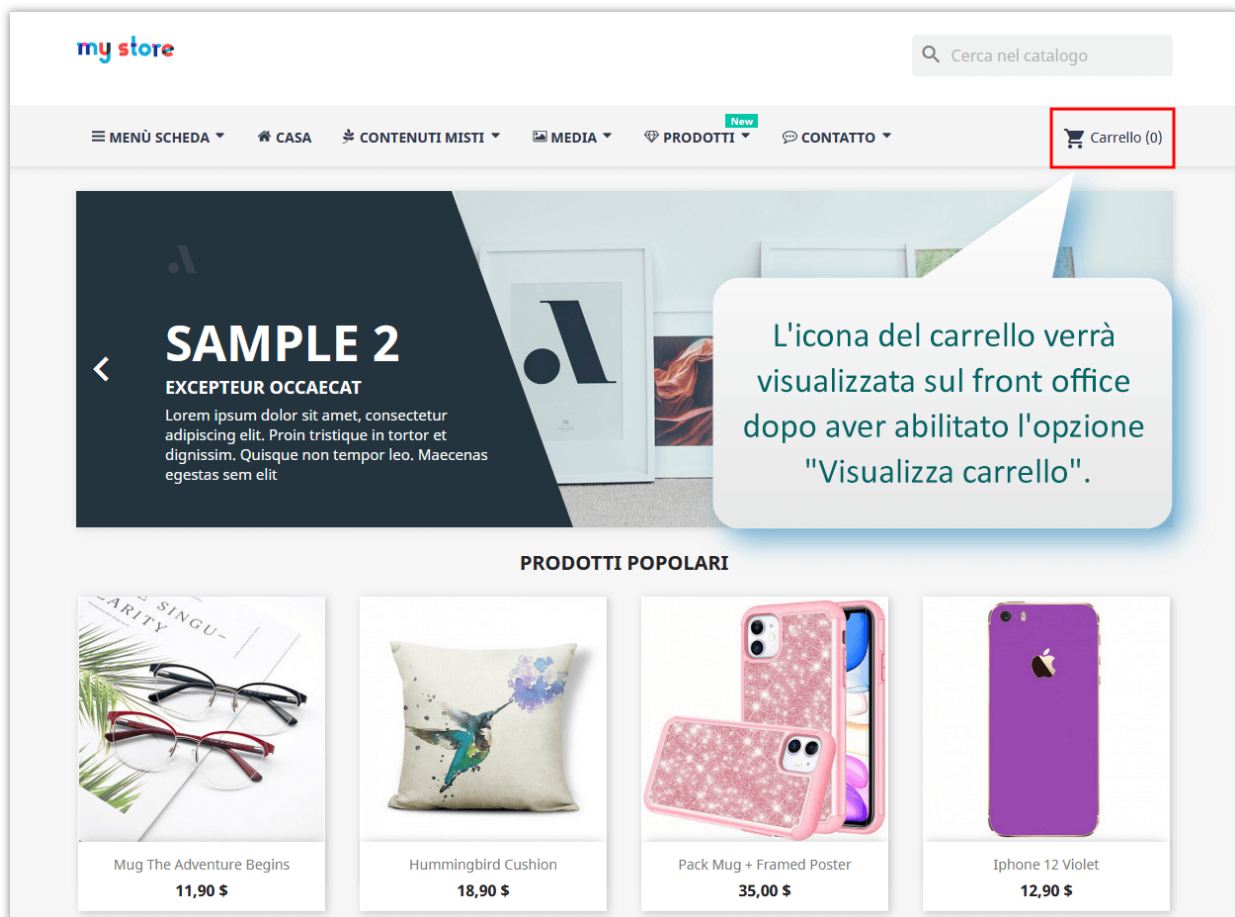 my store
Cerca nel catalogo
MENÙ SCHEDA
CASA
CONTENUTI MISTI
MEDIA
New
PRODOTTI
CONTATTO
Carrello (0)
SAMPLE 2
EXCEPTEUR OCCAECAT
Lorem ipsum dolor sit amet, consectetur
adipiscing elit. Proin tristique in tortor et
dignissim. Quisque non tempor leo. Maecenas
egestas sem elit
L'icona del carrello verrà
visualizzata sul front office
dopo aver abilitato l'opzione
"Visualizza carrello".
PRODOTTI POPOLARI
SINGU-
ARITY
Mug The Adventure Begins
11,90 $
Hummingbird Cushion
18,90 $
Pack Mug + Framed Poster
35,00 $
Iphone 12 Violet
12,90 $